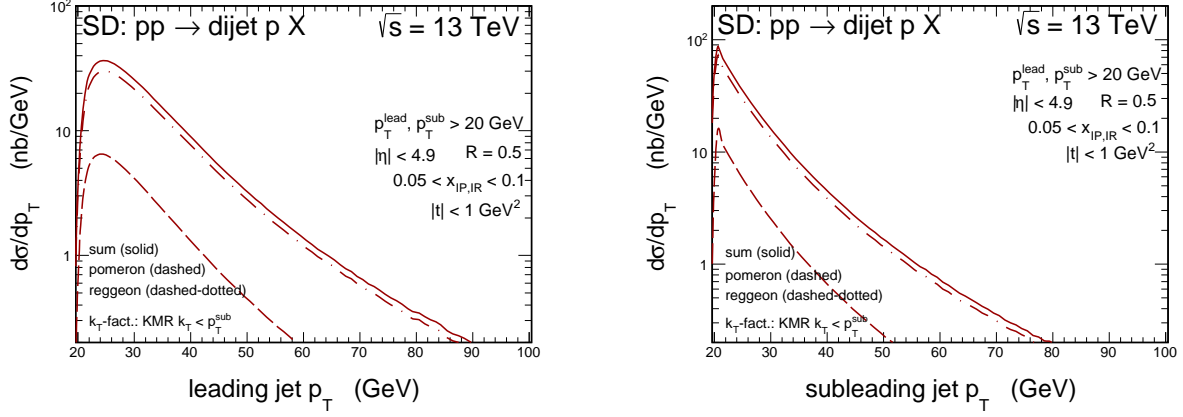 SD: pp → dijet p X √s = 13 TeV
p_T^lead, p_T^sub > 20 GeV
|η| < 4.9 R = 0.5
0.05 < x_IP,IR < 0.1
|t| < 1 GeV²
sum (solid)
pomeron (dashed)
reggeon (dashed-dotted)
k_T-fact.: KMR k_T < p_T^sub
dσ/dp_T (nb/GeV)
10²
10
1
20 30 40 50 60 70 80 90 100
leading jet p_T (GeV)
SD: pp → dijet p X √s = 13 TeV
p_T^lead, p_T^sub > 20 GeV
|η| < 4.9 R = 0.5
0.05 < x_IP,IR < 0.1
|t| < 1 GeV²
sum (solid)
pomeron (dashed)
reggeon (dashed-dotted)
k_T-fact.: KMR k_T < p_T^sub
dσ/dp_T (nb/GeV)
10²
10
1
20 30 40 50 60 70 80 90 100
subleading jet p_T (GeV)